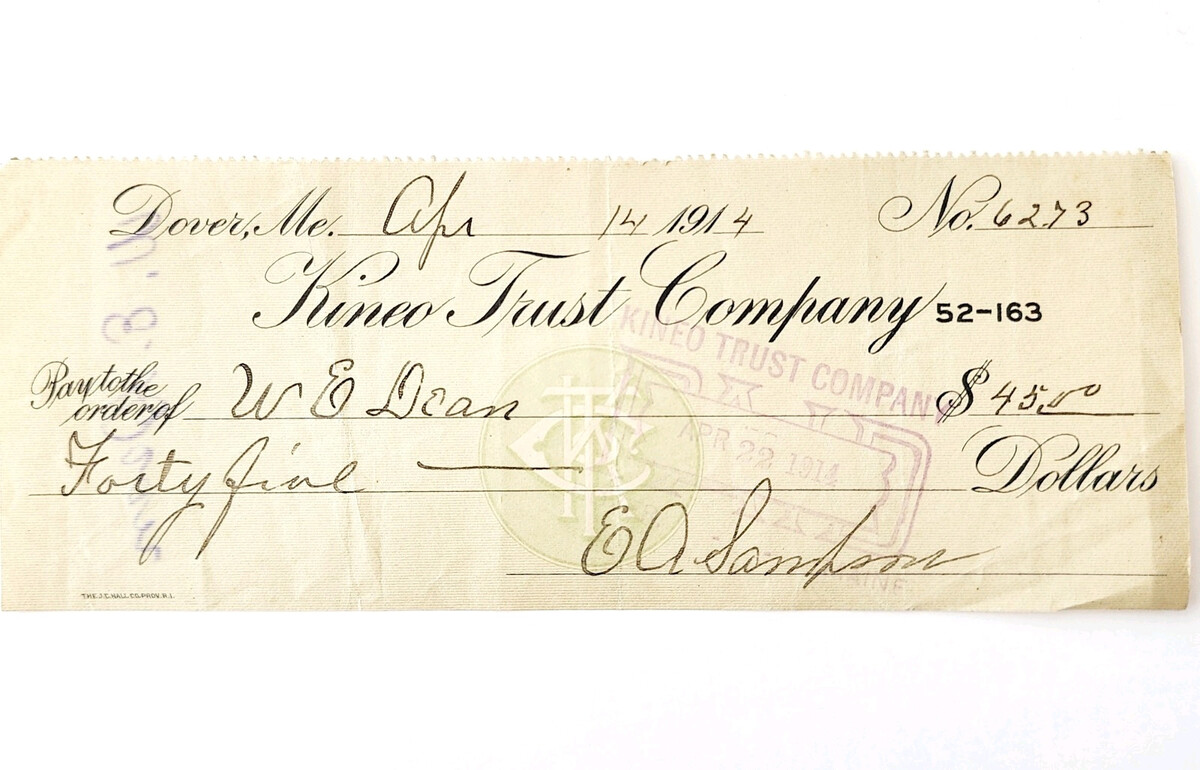 Dover, Me. Apr 14 1914 No. 6273
Kineo Trust Company 52-163
Pay to the order of W E Dean $ 45.00
Forty five Dollars
E A Sampson
KINEO TRUST COMPANY
PAID
APR 22 1914
THE J.C. HALL CO. PROV. R.I.